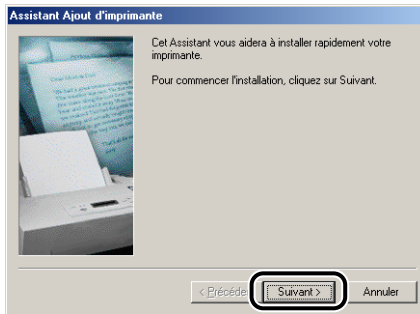 Assistant Ajout d'imprimante
Cet Assistant vous aidera à installer rapidement votre
imprimante.
Pour commencer l'installation, cliquez sur Suivant.
< Précéde
Suivant >
Annuler